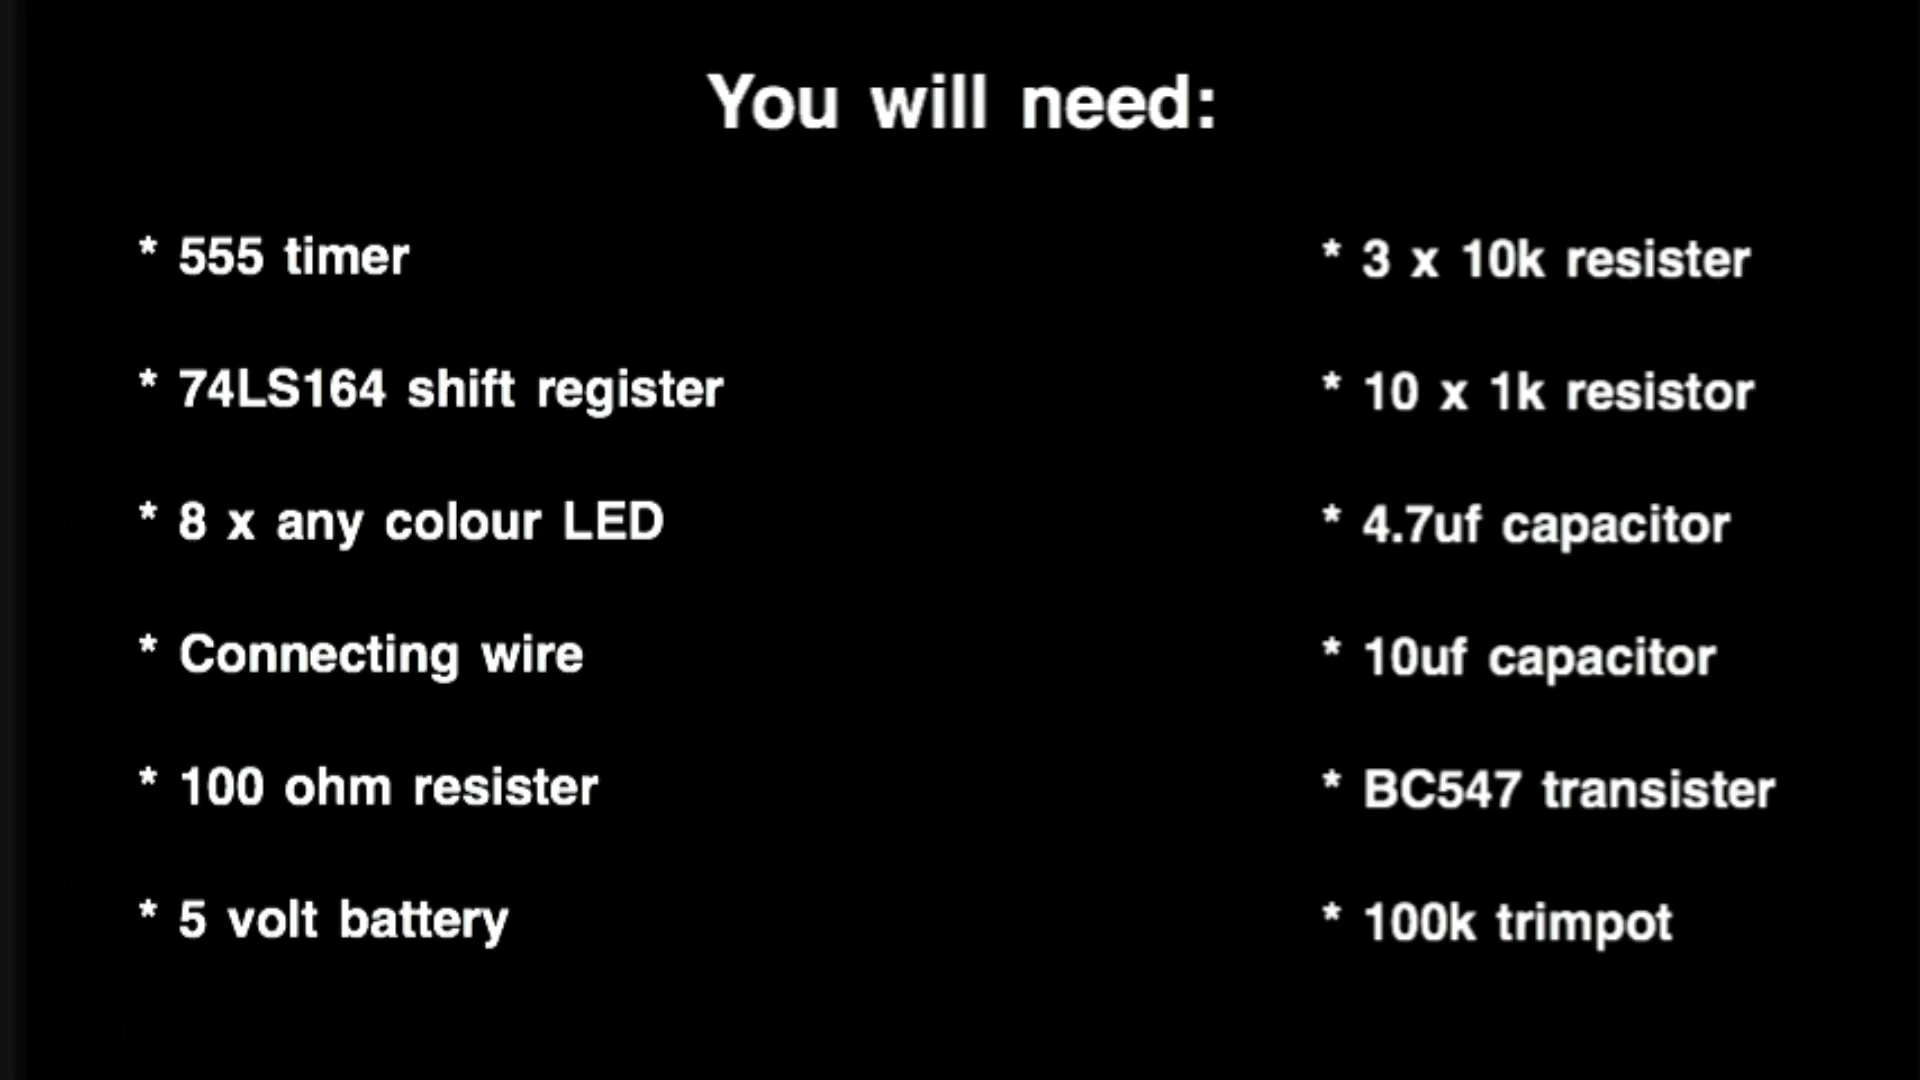 You will need:
* 555 timer
* 74LS164 shift register
* 8 x any colour LED
* Connecting wire
* 100 ohm resister
* 5 volt battery
* 3 x 10k resister
* 10 x 1k resistor
* 4.7uf capacitor
* 10uf capacitor
* BC547 transister
* 100k trimpot